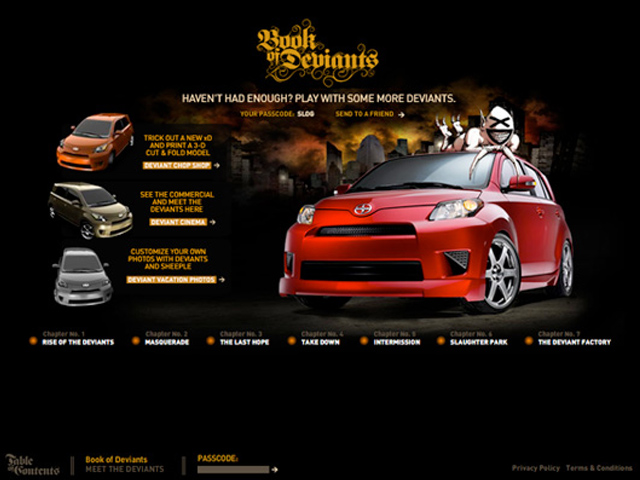 Book
of Deviants
HAVEN'T HAD ENOUGH? PLAY WITH SOME MORE DEVIANTS.
YOUR PASSCODE: SLDG SEND TO A FRIEND
TRICK OUT A NEW xD
AND PRINT A 3-D
CUT & FOLD MODEL
DEVIANT CHOP SHOP
SEE THE COMMERCIAL
AND MEET THE
DEVIANTS HERE
DEVIANT CINEMA
CUSTOMIZE YOUR OWN
PHOTOS WITH DEVIANTS
AND SHEEPLE
DEVIANT VACATION PHOTOS
Chapter No. 1 Chapter No. 2 Chapter No. 3 Chapter No. 4 Chapter No. 5 Chapter No. 6 Chapter No. 7
RISE OF THE DEVIANTS MASQUERADE THE LAST HOPE TAKE DOWN INTERMISSION SLAUGHTER PARK THE DEVIANT FACTORY
Table
of Contents
Book of Deviants
MEET THE DEVIANTS
PASSCODE:
Privacy Policy Terms & Conditions